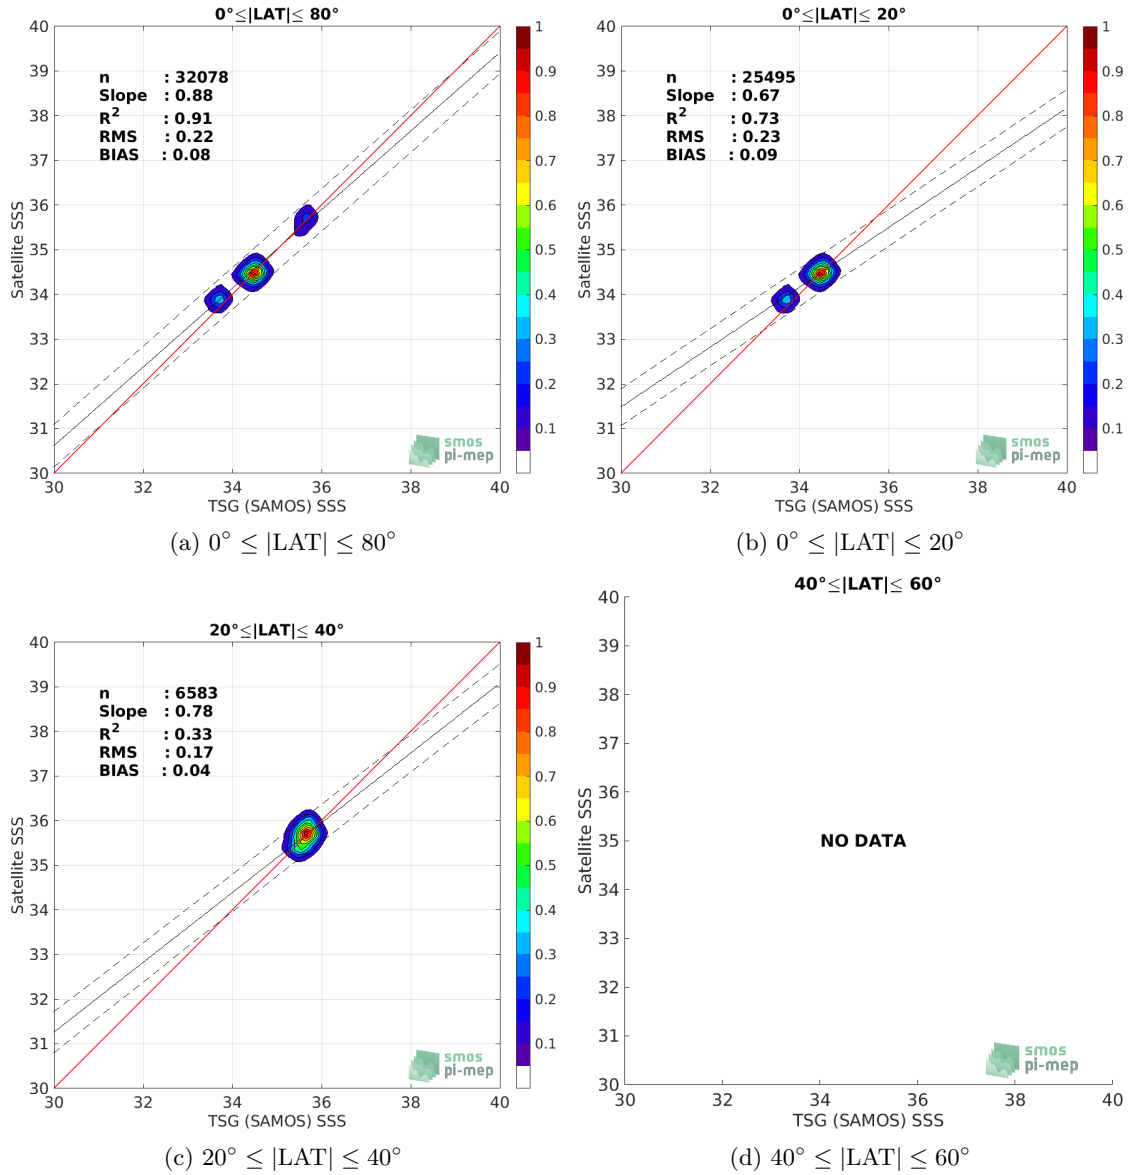 0°≤|LAT|≤ 80°
40
39
38
37
36
35
34
33
32
31
30
Satellite SSS
n : 32078
Slope : 0.88
R² : 0.91
RMS : 0.22
BIAS : 0.08
1
0.9
0.8
0.7
0.6
0.5
0.4
0.3
0.2
0.1
smos
pi-mep
30 32 34 36 38 40
TSG (SAMOS) SSS
(a) 0° ≤ |LAT| ≤ 80°
0°≤|LAT|≤ 20°
40
39
38
37
36
35
34
33
32
31
30
Satellite SSS
n : 25495
Slope : 0.67
R² : 0.73
RMS : 0.23
BIAS : 0.09
1
0.9
0.8
0.7
0.6
0.5
0.4
0.3
0.2
0.1
smos
pi-mep
30 32 34 36 38 40
TSG (SAMOS) SSS
(b) 0° ≤ |LAT| ≤ 20°
20°≤|LAT|≤ 40°
40
39
38
37
36
35
34
33
32
31
30
Satellite SSS
n : 6583
Slope : 0.78
R² : 0.33
RMS : 0.17
BIAS : 0.04
1
0.9
0.8
0.7
0.6
0.5
0.4
0.3
0.2
0.1
smos
pi-mep
30 32 34 36 38 40
TSG (SAMOS) SSS
(c) 20° ≤ |LAT| ≤ 40°
40°≤|LAT|≤ 60°
40
39
38
37
36
35
34
33
32
31
30
Satellite SSS
NO DATA
smos
pi-mep
30 32 34 36 38 40
TSG (SAMOS) SSS
(d) 40° ≤ |LAT| ≤ 60°